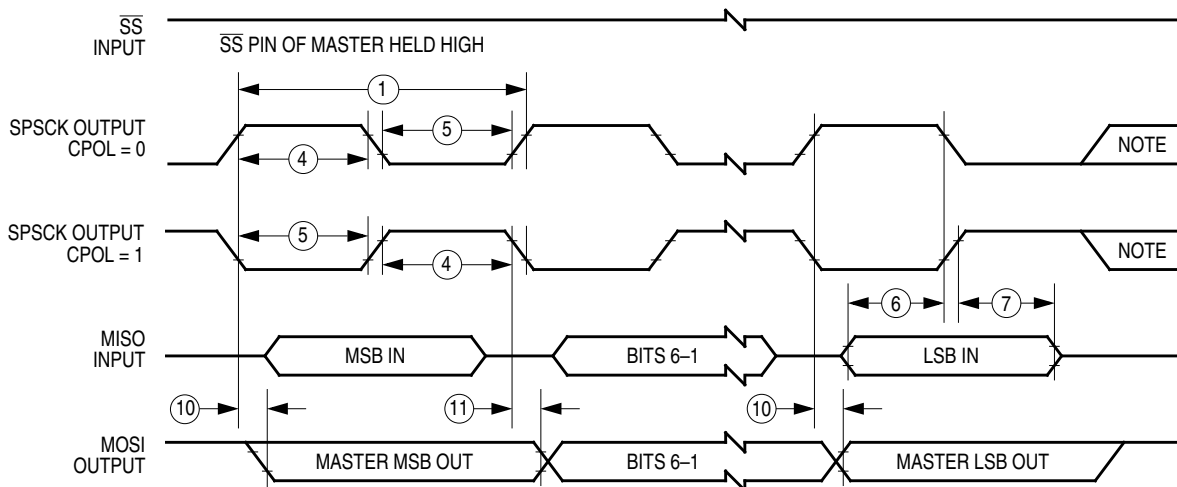 SS
INPUT
SS PIN OF MASTER HELD HIGH
1
SPSCK OUTPUT
CPOL = 0
5
4
NOTE
SPSCK OUTPUT
CPOL = 1
5
4
NOTE
6
7
MISO
INPUT
MSB IN
BITS 6–1
LSB IN
10
11
10
MOSI
OUTPUT
MASTER MSB OUT
BITS 6–1
MASTER LSB OUT